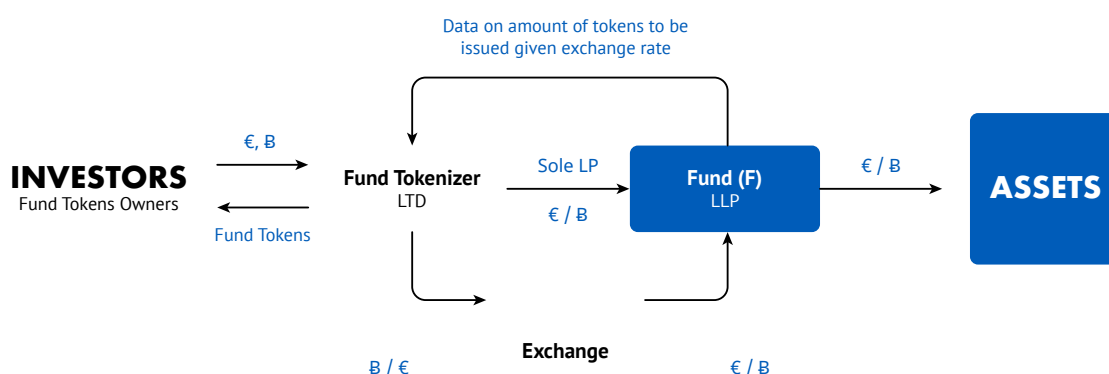 Data on amount of tokens to be
issued given exchange rate
€, Ƀ
INVESTORS
Fund Tokens Owners
Fund Tokens
Fund Tokenizer
LTD
Sole LP
€ / Ƀ
Fund (F)
LLP
€ / Ƀ
ASSETS
Exchange
Ƀ / €
€ / Ƀ